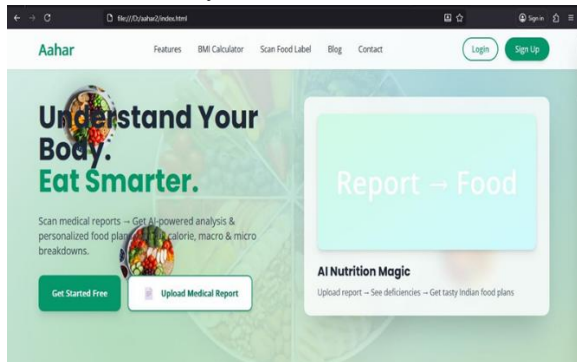 file:///D:/aahar2/index.html
Sign in
Aahar
Features
BMI Calculator
Scan Food Label
Blog
Contact
Login
Sign Up
Understand Your
Body.
Eat Smarter.
Scan medical reports → Get AI-powered analysis &
personalized food plans calorie, macro & micro
breakdowns.
Get Started Free
Upload Medical Report
Report → Food
AI Nutrition Magic
Upload report → See deficiencies → Get tasty Indian food plans